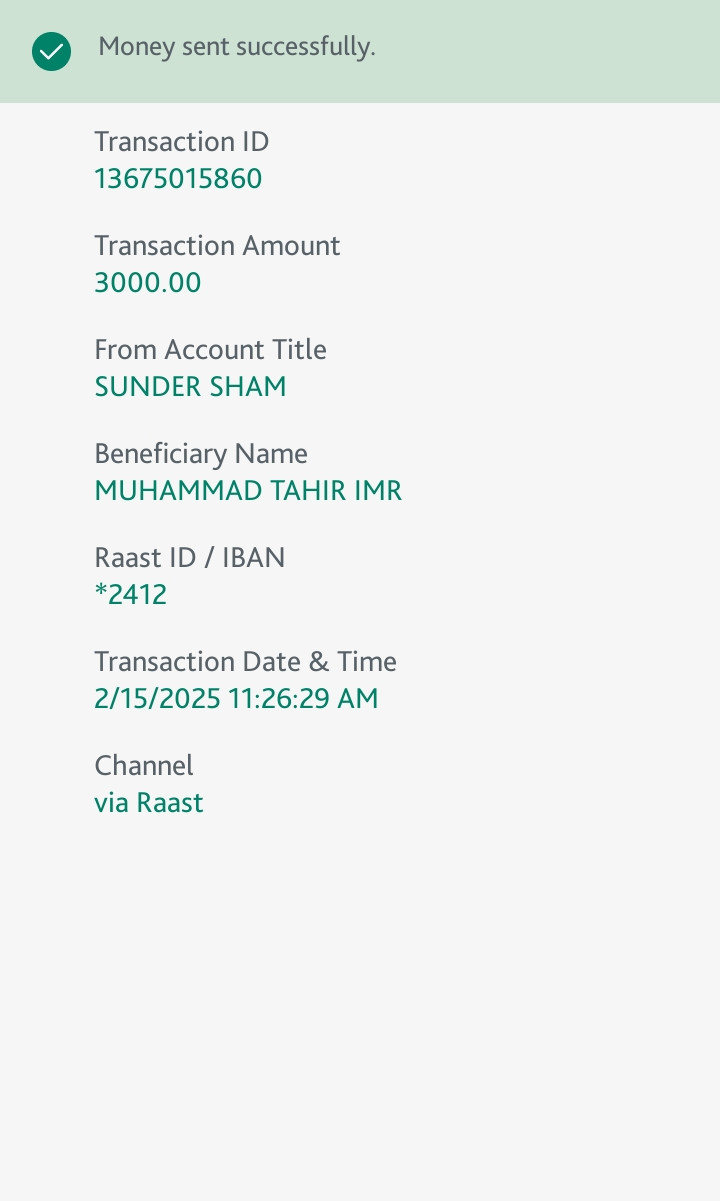 Money sent successfully.
Transaction ID
13675015860
Transaction Amount
3000.00
From Account Title
SUNDER SHAM
Beneficiary Name
MUHAMMAD TAHIR IMR
Raast ID / IBAN
*2412
Transaction Date & Time
2/15/2025 11:26:29 AM
Channel
via Raast